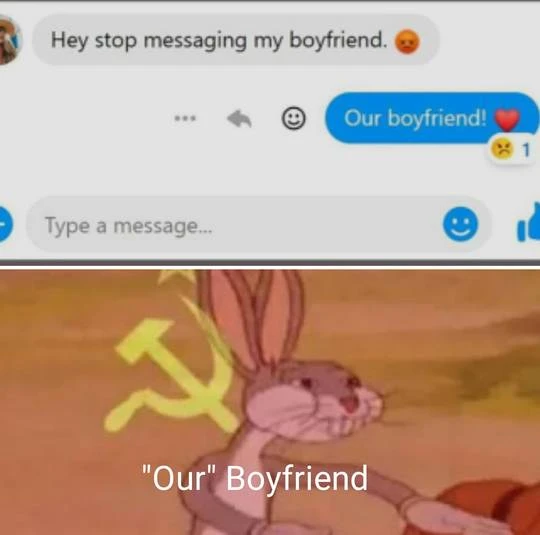 Hey stop messaging my boyfriend. 😡
Our boyfriend! ❤️
😠 1
Type a message...
"Our" Boyfriend